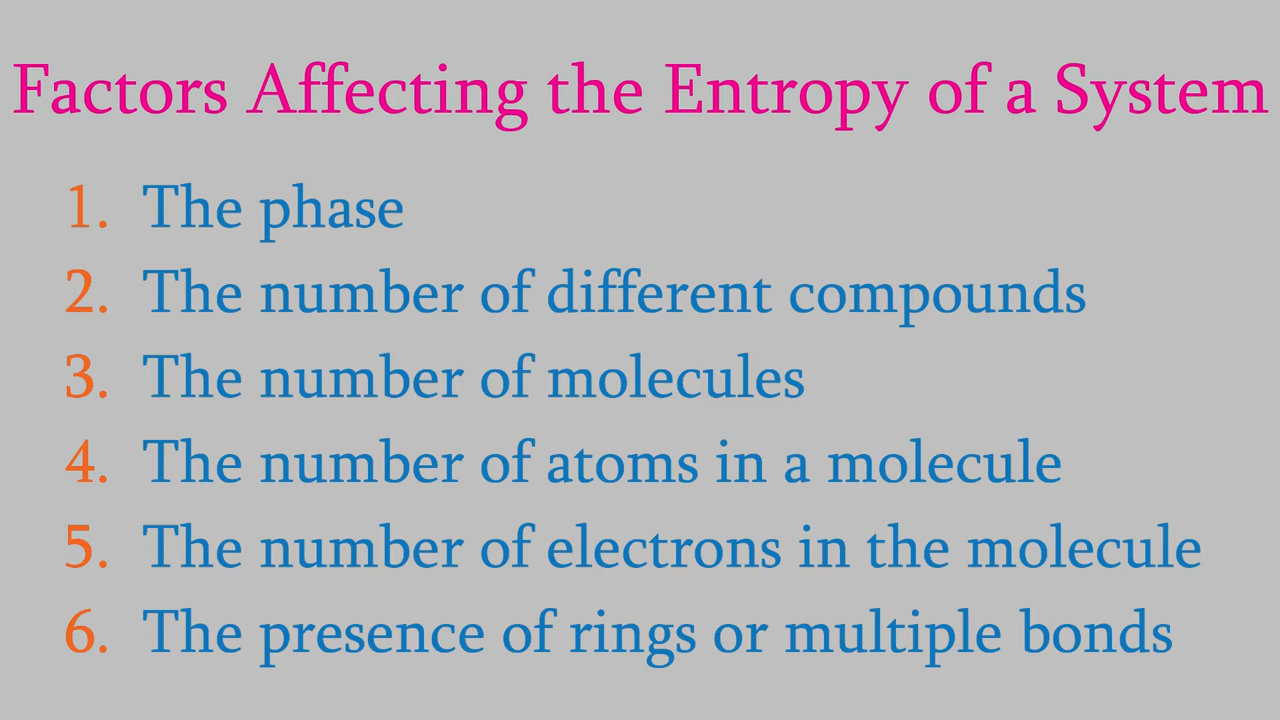 Factors Affecting the Entropy of a System
1. The phase
2. The number of different compounds
3. The number of molecules
4. The number of atoms in a molecule
5. The number of electrons in the molecule
6. The presence of rings or multiple bonds